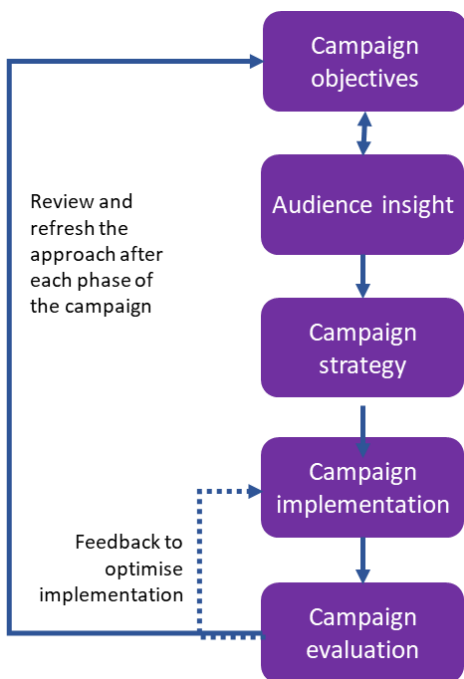 Campaign
objectives
Audience insight
Review and
refresh the
approach after
each phase of
the campaign
Campaign
strategy
Campaign
implementation
Feedback to
optimise
implementation
Campaign
evaluation